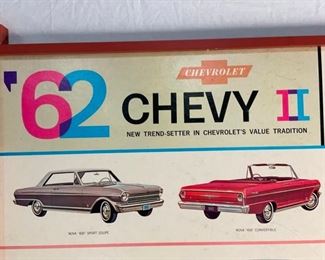 CHEVROLET
'62 CHEVY II
NEW TREND-SETTER IN CHEVROLET'S VALUE TRADITION
NOVA '400' SPORT COUPE
NOVA '400' CONVERTIBLE